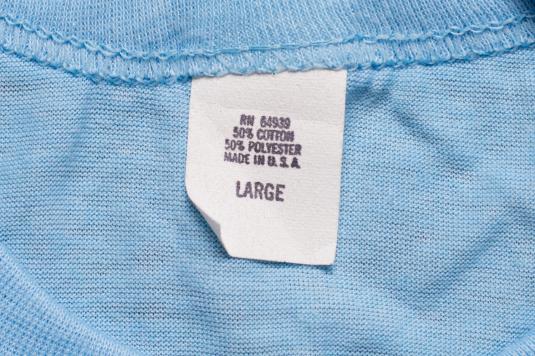 RN 64939
50% COTTON
50% POLYESTER
MADE IN U.S.A.
LARGE